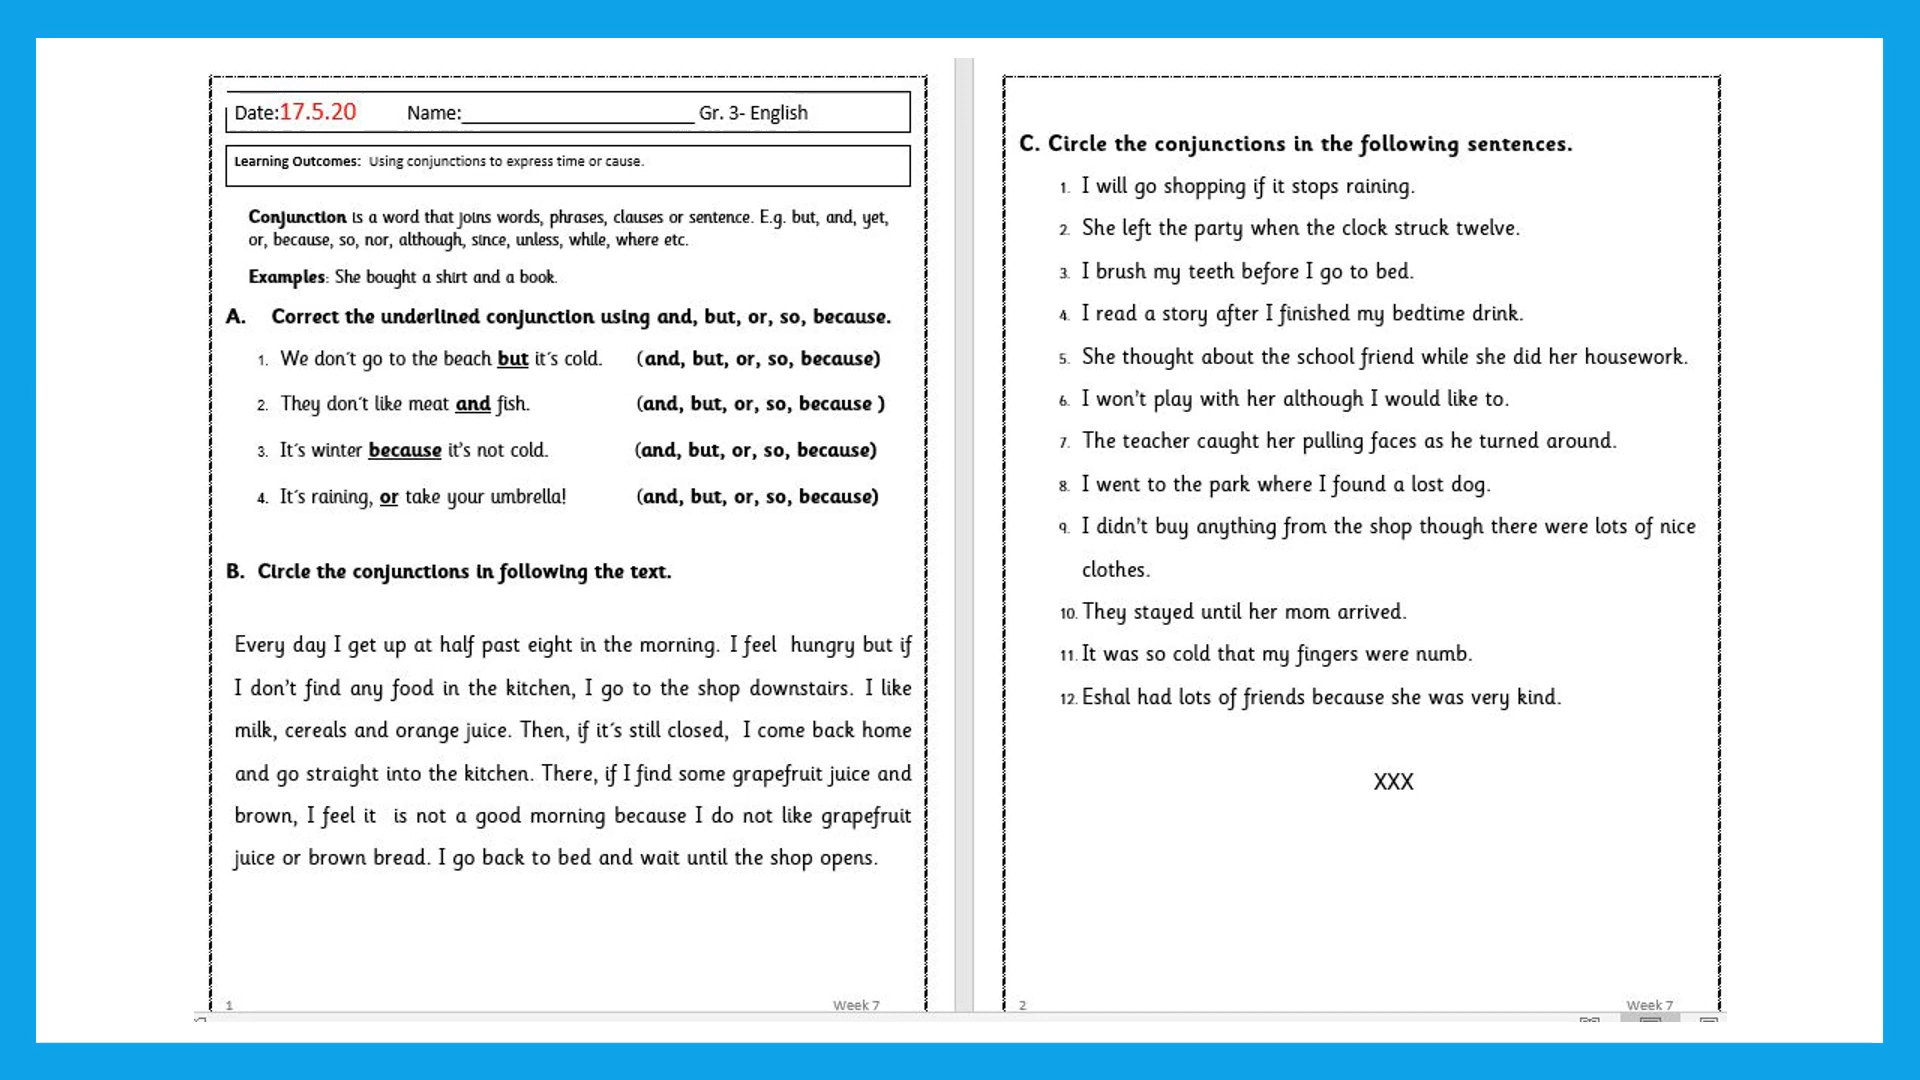 Date:17.5.20 Name:_____________________ Gr. 3- English
Learning Outcomes: Using conjunctions to express time or cause.
Conjunction is a word that joins words, phrases, clauses or sentence. E.g. but, and, yet,
or, because, so, nor, although, since, unless, while, where etc.
Examples: She bought a shirt and a book.
A. Correct the underlined conjunction using and, but, or, so, because.
1. We don´t go to the beach but it´s cold. (and, but, or, so, because)
2. They don´t like meat and fish. (and, but, or, so, because )
3. It´s winter because it's not cold. (and, but, or, so, because)
4. It´s raining, or take your umbrella! (and, but, or, so, because)
B. Circle the conjunctions in following the text.
Every day I get up at half past eight in the morning. I feel hungry but if
I don't find any food in the kitchen, I go to the shop downstairs. I like
milk, cereals and orange juice. Then, if it´s still closed, I come back home
and go straight into the kitchen. There, if I find some grapefruit juice and
brown, I feel it is not a good morning because I do not like grapefruit
juice or brown bread. I go back to bed and wait until the shop opens.
1 Week 7
C. Circle the conjunctions in the following sentences.
1. I will go shopping if it stops raining.
2. She left the party when the clock struck twelve.
3. I brush my teeth before I go to bed.
4. I read a story after I finished my bedtime drink.
5. She thought about the school friend while she did her housework.
6. I won't play with her although I would like to.
7. The teacher caught her pulling faces as he turned around.
8. I went to the park where I found a lost dog.
9. I didn't buy anything from the shop though there were lots of nice
clothes.
10. They stayed until her mom arrived.
11. It was so cold that my fingers were numb.
12. Eshal had lots of friends because she was very kind.
XXX
2 Week 7